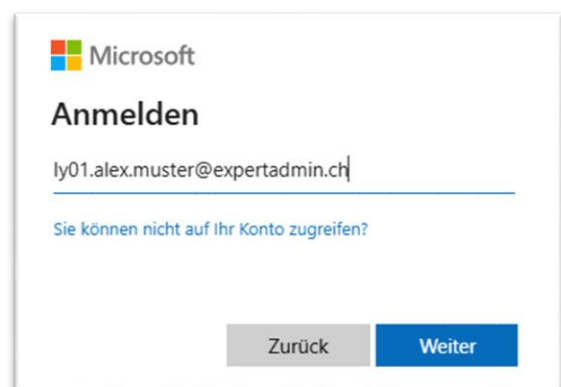 Microsoft
Anmelden
ly01.alex.muster@expertadmin.ch
Sie können nicht auf Ihr Konto zugreifen?
Zurück Weiter